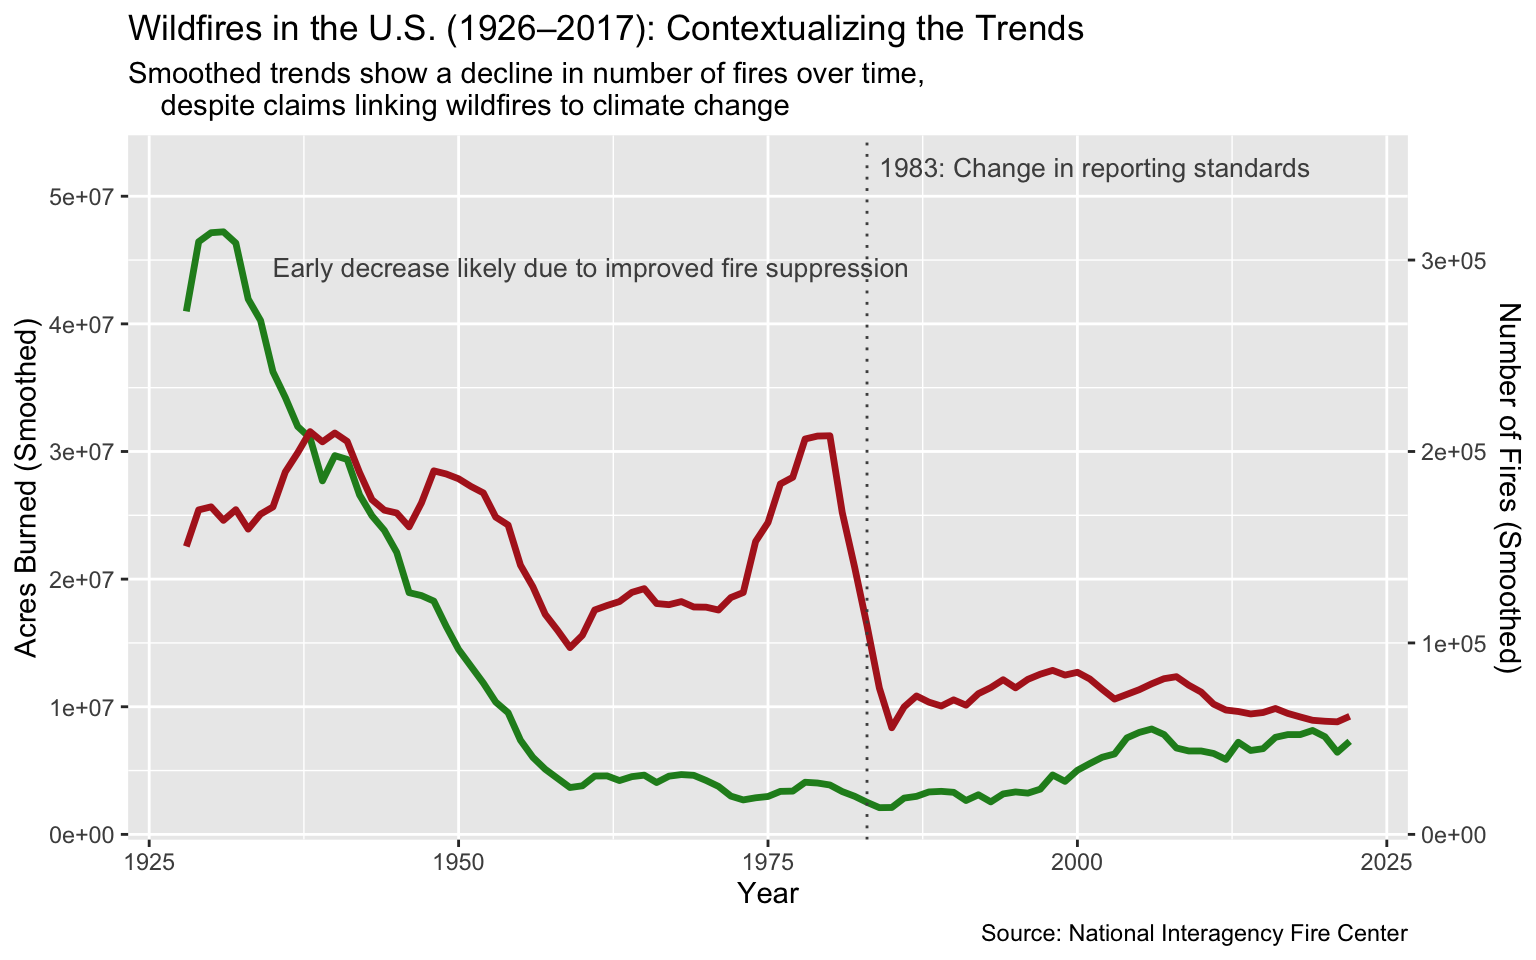 Wildfires in the U.S. (1926–2017): Contextualizing the Trends
Smoothed trends show a decline in number of fires over time,
despite claims linking wildfires to climate change
1983: Change in reporting standards
Early decrease likely due to improved fire suppression
Acres Burned (Smoothed)
5e+07
4e+07
3e+07
2e+07
1e+07
0e+00
3e+05
2e+05
1e+05
0e+00
Number of Fires (Smoothed)
1925 1950 1975 2000 2025
Year
Source: National Interagency Fire Center